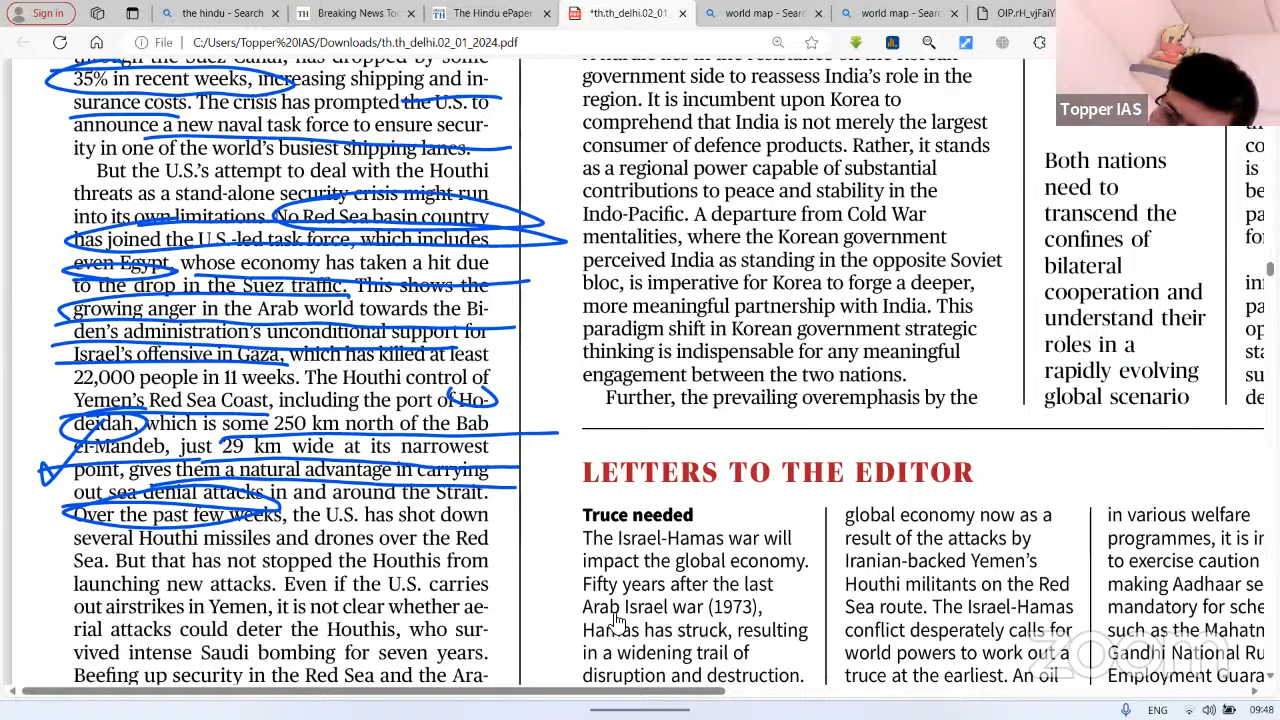 Sign in
the hindu - Search
Breaking News To
The Hindu ePaper
*th.th_delhi.02_01
world map - Searc
world map - Searc
OIP.rH_vjFaiY
File
C:/Users/Topper%20IAS/Downloads/th.th_delhi.02_01_2024.pdf
through the Suez Canal, has dropped by some
35% in recent weeks, increasing shipping and in-
surance costs. The crisis has prompted the U.S. to
announce a new naval task force to ensure secur-
ity in one of the world's busiest shipping lanes.
But the U.S.'s attempt to deal with the Houthi
threats as a stand-alone security crisis might run
into its own limitations. No Red Sea basin country
has joined the U.S.-led task force, which includes
even Egypt, whose economy has taken a hit due
to the drop in the Suez traffic. This shows the
growing anger in the Arab world towards the Bi-
den's administration's unconditional support for
Israel's offensive in Gaza, which has killed at least
22,000 people in 11 weeks. The Houthi control of
Yemen's Red Sea Coast, including the port of Ho-
deidah, which is some 250 km north of the Bab
el-Mandeb, just 29 km wide at its narrowest
point, gives them a natural advantage in carrying
out sea denial attacks in and around the Strait.
Over the past few weeks, the U.S. has shot down
several Houthi missiles and drones over the Red
Sea. But that has not stopped the Houthis from
launching new attacks. Even if the U.S. carries
out airstrikes in Yemen, it is not clear whether ae-
rial attacks could deter the Houthis, who sur-
vived intense Saudi bombing for seven years.
Beefing up security in the Red Sea and the Ara-
government side to reassess India's role in the
region. It is incumbent upon Korea to
comprehend that India is not merely the largest
consumer of defence products. Rather, it stands
as a regional power capable of substantial
contributions to peace and stability in the
Indo-Pacific. A departure from Cold War
mentalities, where the Korean government
perceived India as standing in the opposite Soviet
bloc, is imperative for Korea to forge a deeper,
more meaningful partnership with India. This
paradigm shift in Korean government strategic
thinking is indispensable for any meaningful
engagement between the two nations.
Further, the prevailing overemphasis by the
Both nations
need to
transcend the
confines of
bilateral
cooperation and
understand their
roles in a
rapidly evolving
global scenario
Topper IAS
LETTERS TO THE EDITOR
Truce needed
The Israel-Hamas war will
impact the global economy.
Fifty years after the last
Arab Israel war (1973),
Hamas has struck, resulting
in a widening trail of
disruption and destruction.
global economy now as a
result of the attacks by
Iranian-backed Yemen's
Houthi militants on the Red
Sea route. The Israel-Hamas
conflict desperately calls for
world powers to work out a
truce at the earliest. An oil
in various welfare
programmes, it is ir
to exercise caution
making Aadhaar se
mandatory for sche
such as the Mahatm
Gandhi National Ru
Employment Guara
zoom
ENG
09:48